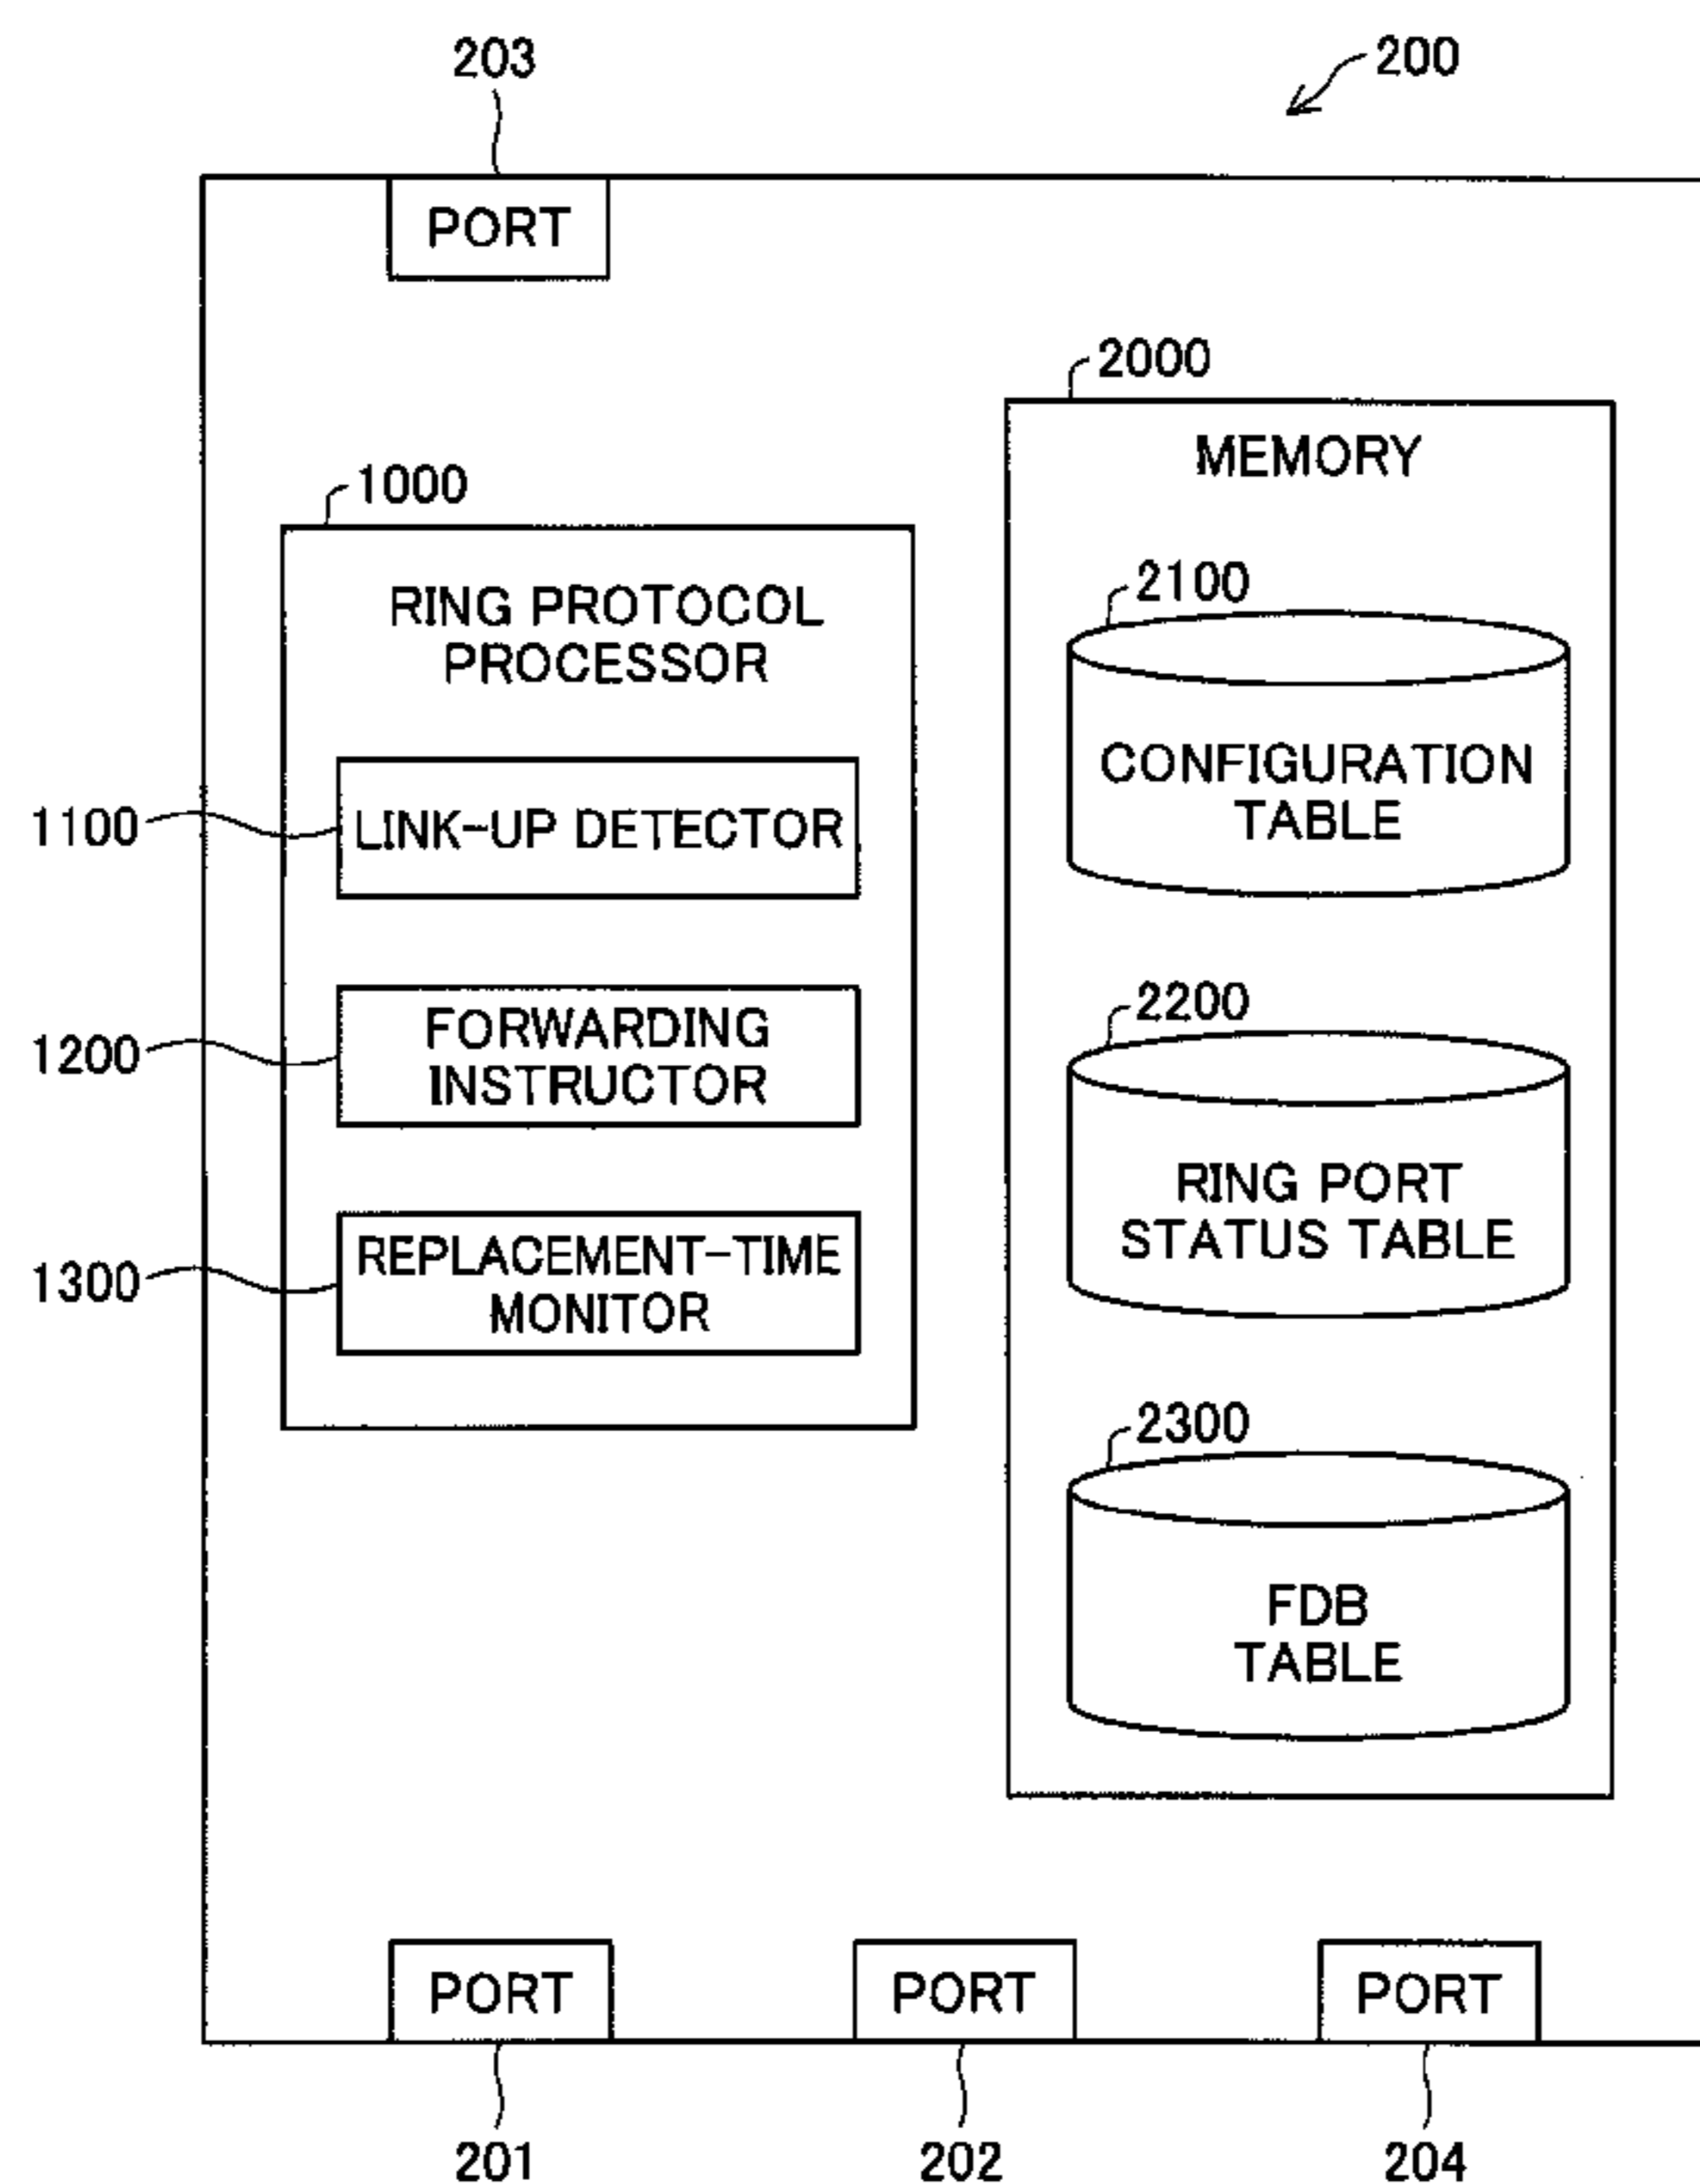 203
200
PORT
2000
MEMORY
1000
RING PROTOCOL
PROCESSOR
2100
CONFIGURATION
TABLE
1100
LINK-UP DETECTOR
2200
1200
FORWARDING
INSTRUCTOR
RING PORT
STATUS TABLE
1300
REPLACEMENT-TIME
MONITOR
2300
FDB
TABLE
PORT
PORT
PORT
201
202
204